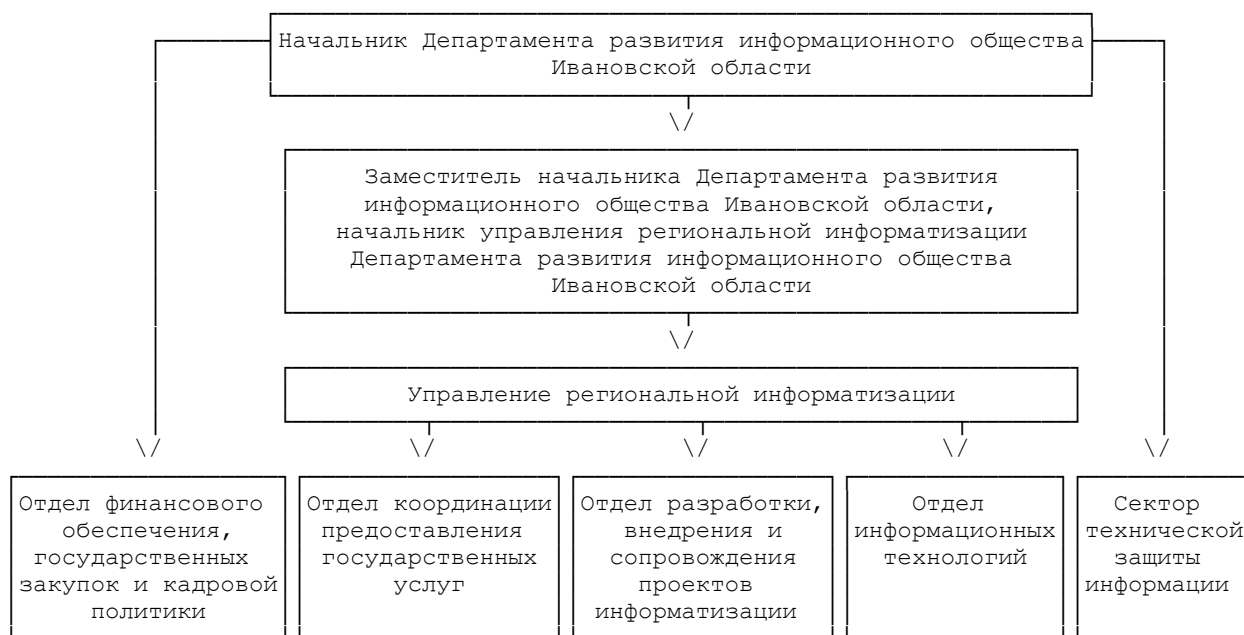 Начальник Департамента развития информационного общества
Ивановской области
Заместитель начальника Департамента развития
информационного общества Ивановской области,
начальник управления региональной информатизации
Департамента развития информационного общества
Ивановской области
Управление региональной информатизации
Отдел финансового
обеспечения,
государственных
закупок и кадровой
политики
Отдел координации
предоставления
государственных
услуг
Отдел разработки,
внедрения и
сопровождения
проектов
информатизации
Отдел
информационных
технологий
Сектор
технической
защиты
информации